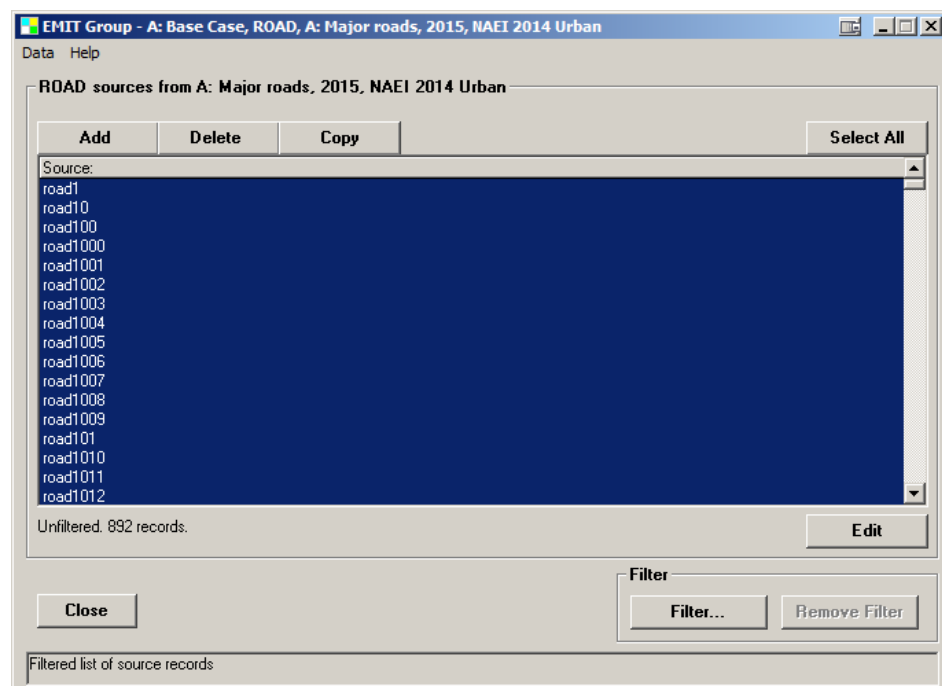 EMIT Group - A: Base Case, ROAD, A: Major roads, 2015, NAEI 2014 Urban
Data Help
ROAD sources from A: Major roads, 2015, NAEI 2014 Urban
Add Delete Copy Select All
Source:
road1
road10
road100
road1000
road1001
road1002
road1003
road1004
road1005
road1006
road1007
road1008
road1009
road101
road1010
road1011
road1012
Unfiltered. 892 records.
Edit
Filter
Close Filter... Remove Filter
Filtered list of source records